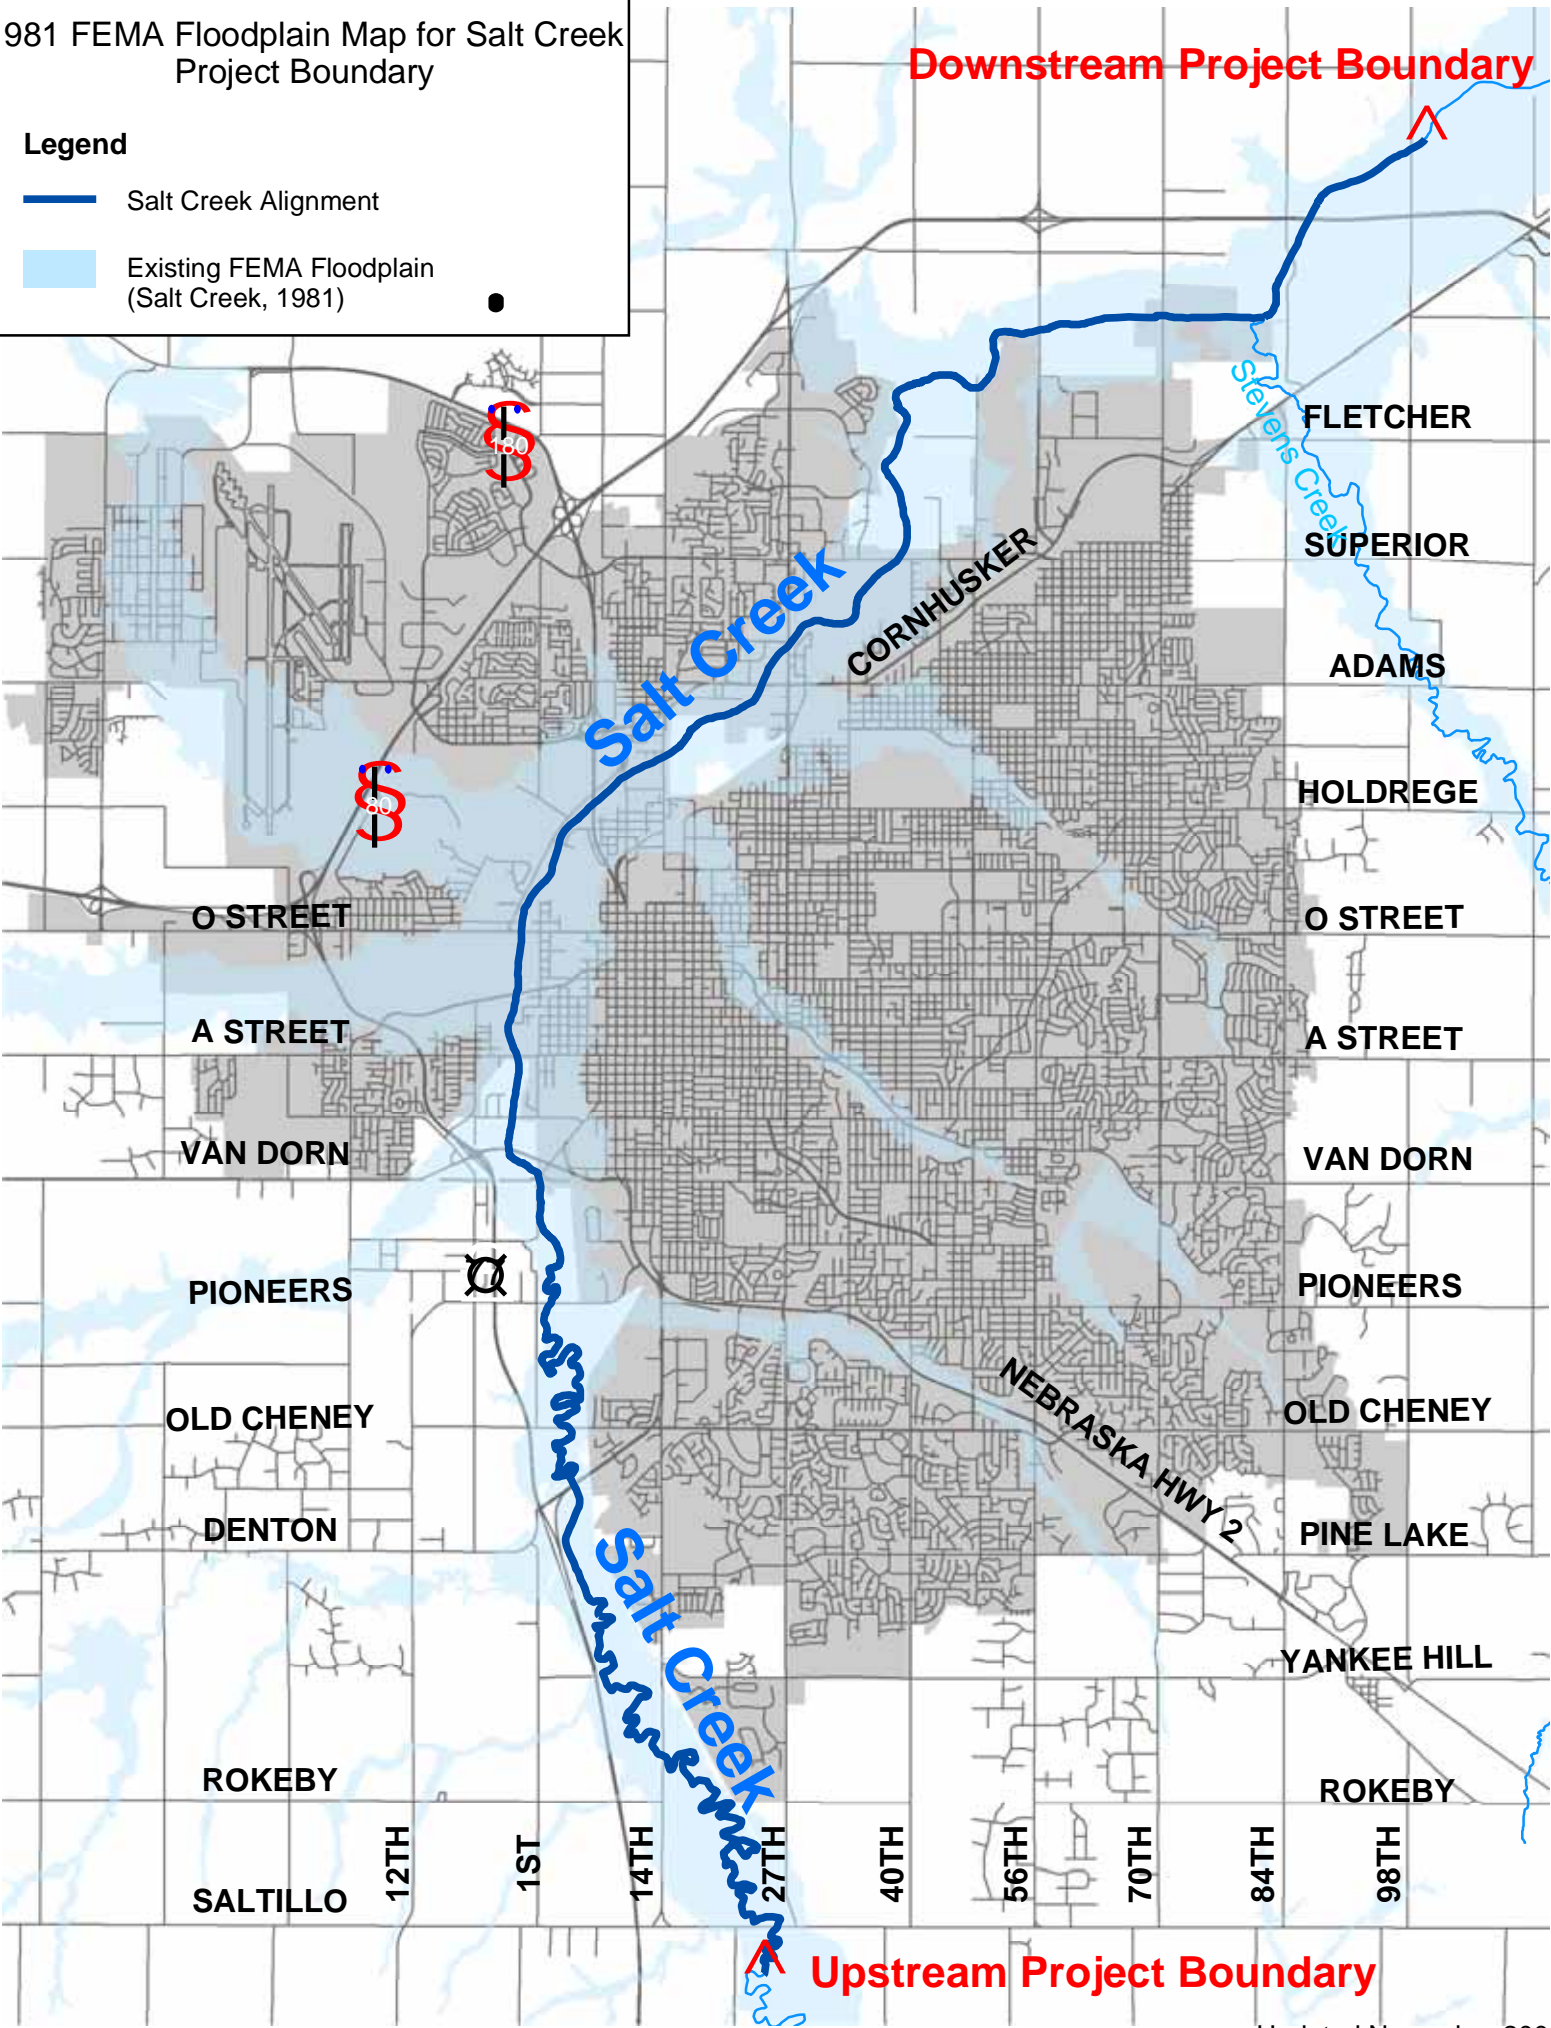 981 FEMA Floodplain Map for Salt Creek
Project Boundary
Legend
Salt Creek Alignment
Existing FEMA Floodplain
(Salt Creek, 1981)
Downstream Project Boundary
180
Stevens Creek
FLETCHER
SUPERIOR
CORNHUSKER
Salt Creek
ADAMS
80
HOLDREGE
O STREET
O STREET
A STREET
A STREET
VAN DORN
VAN DORN
PIONEERS
PIONEERS
NEBRASKA HWY 2
OLD CHENEY
OLD CHENEY
DENTON
PINE LAKE
Salt Creek
YANKEE HILL
ROKEBY
ROKEBY
12TH
1ST
14TH
27TH
40TH
56TH
70TH
84TH
98TH
SALTILLO
Upstream Project Boundary